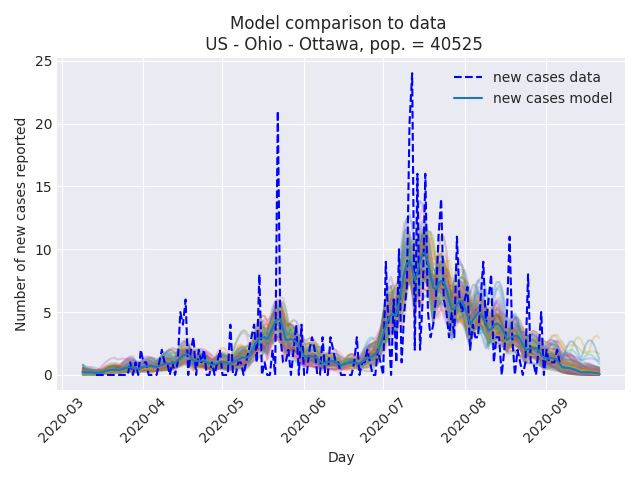 Model comparison to data
US - Ohio - Ottawa, pop. = 40525
Number of new cases reported
25
20
15
10
5
0
new cases data
new cases model
2020-03
2020-04
2020-05
2020-06
2020-07
2020-08
2020-09
Day